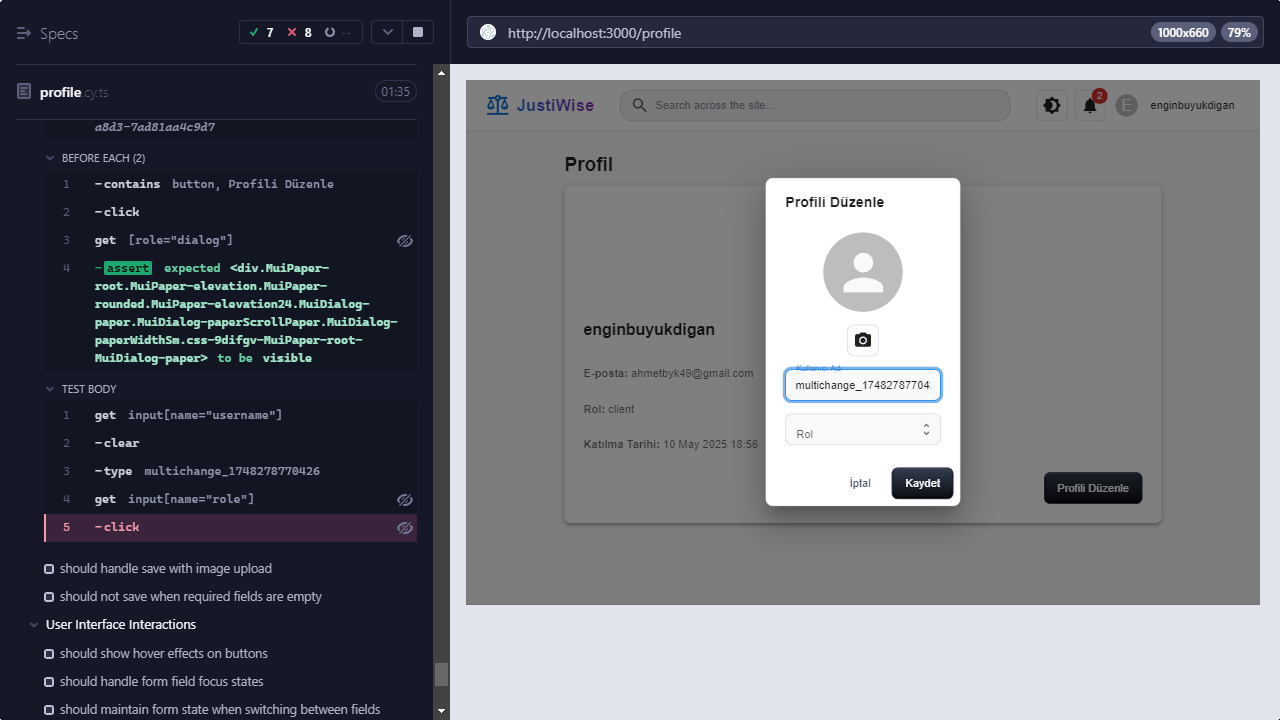 Specs
7
8
--
profile.cy.ts
01:35
a8d3-7ad81aa4c9d7
BEFORE EACH (2)
1 -contains button, Profili Düzenle
2 -click
3 get [role="dialog"]
4 -assert expected <div.MuiPaper-
root.MuiPaper-elevation.MuiPaper-
rounded.MuiPaper-elevation24.MuiDialog-
paper.MuiDialog-paperScrollPaper.MuiDialog-
paperWidthSm.css-9difgv-MuiPaper-root-
MuiDialog-paper> to be visible
TEST BODY
1 get input[name="username"]
2 -clear
3 -type multichange_1748278770426
4 get input[name="role"]
5 -click
should handle save with image upload
should not save when required fields are empty
User Interface Interactions
should show hover effects on buttons
should handle form field focus states
should maintain form state when switching between fields
http://localhost:3000/profile
1000x660
79%
JustiWise
Search across the site...
2
E
enginbuyukdigan
Profil
enginbuyukdigan
E-posta: ahmetbyk49@gmail.com
Rol: client
Katılma Tarihi: 10 May 2025 18:56
Profili Düzenle
Profili Düzenle
Kullanıcı Adı
multichange_174827877042
Rol
İptal
Kaydet